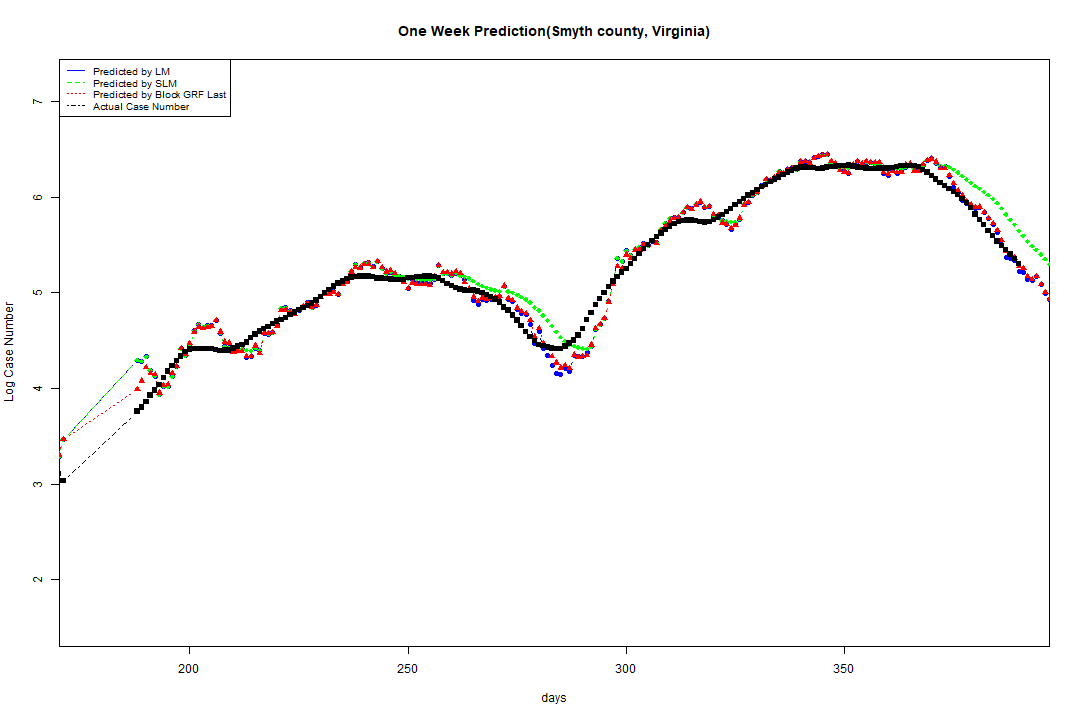 One Week Prediction(Smyth county, Virginia)
Predicted by LM
Predicted by SLM
Predicted by Block GRF Last
Actual Case Number
7
6
5
4
3
2
Log Case Number
200 250 300 350
days